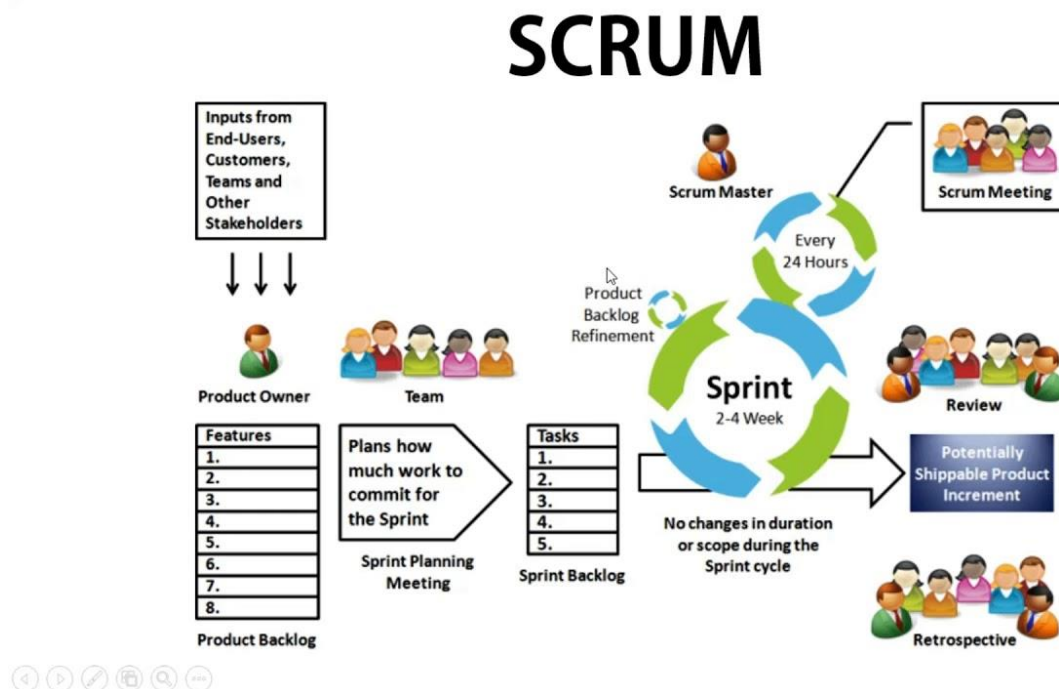 SCRUM
Inputs from
End-Users,
Customers,
Teams and
Other
Stakeholders
Scrum Master
Scrum Meeting
Every
24 Hours
Product
Backlog
Refinement
Product Owner
Team
Sprint
2-4 Week
Review
Features
1.
2.
3.
4.
5.
6.
7.
8.
Product Backlog
Plans how
much work to
commit for
the Sprint
Sprint Planning
Meeting
Tasks
1.
2.
3.
4.
5.
Sprint Backlog
No changes in duration
or scope during the
Sprint cycle
Potentially
Shippable Product
Increment
Retrospective